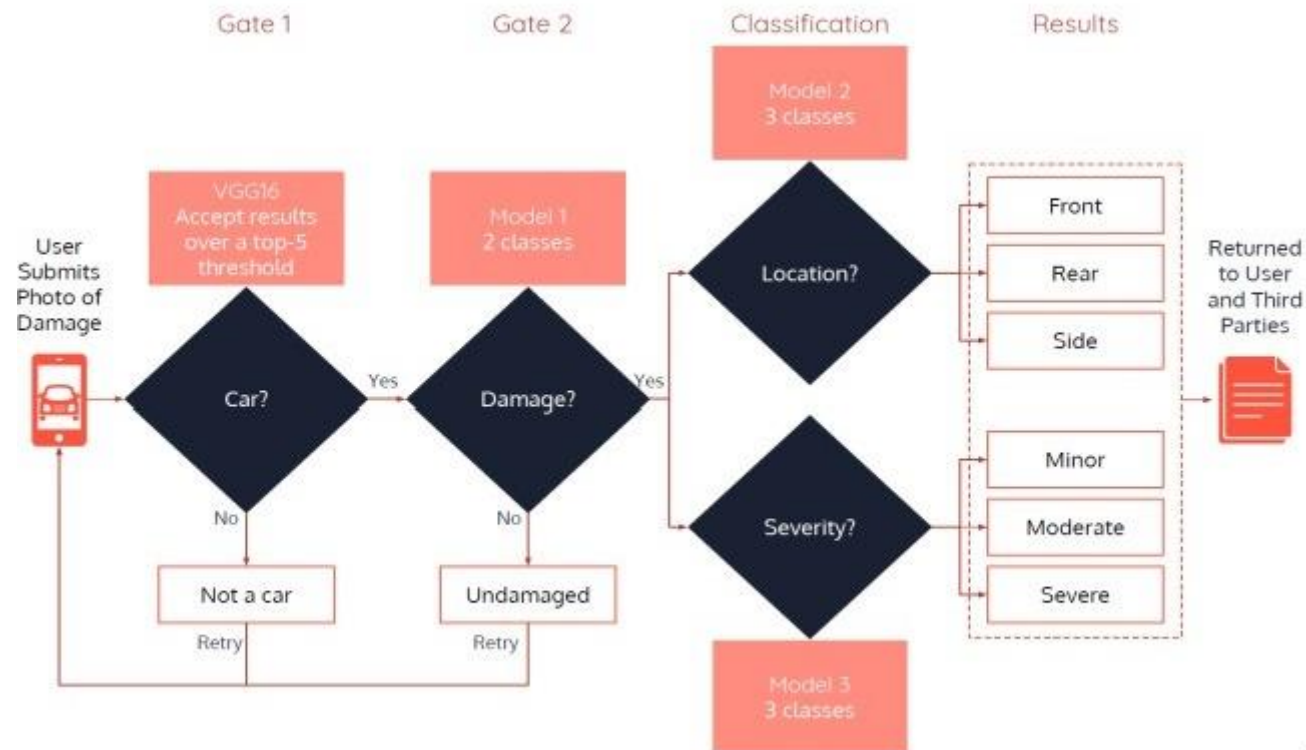 Gate 1
Gate 2
Classification
Results
Model 2
3 classes
VGG16
Accept results
over a top-5
threshold
Model 1
2 classes
User
Submits
Photo of
Damage
Car?
Yes
Damage?
Yes
Location?
Front
Rear
Side
Returned
to User
and Third
Parties
No
No
Severity?
Minor
Moderate
Severe
Not a car
Undamaged
Retry
Retry
Model 3
3 classes